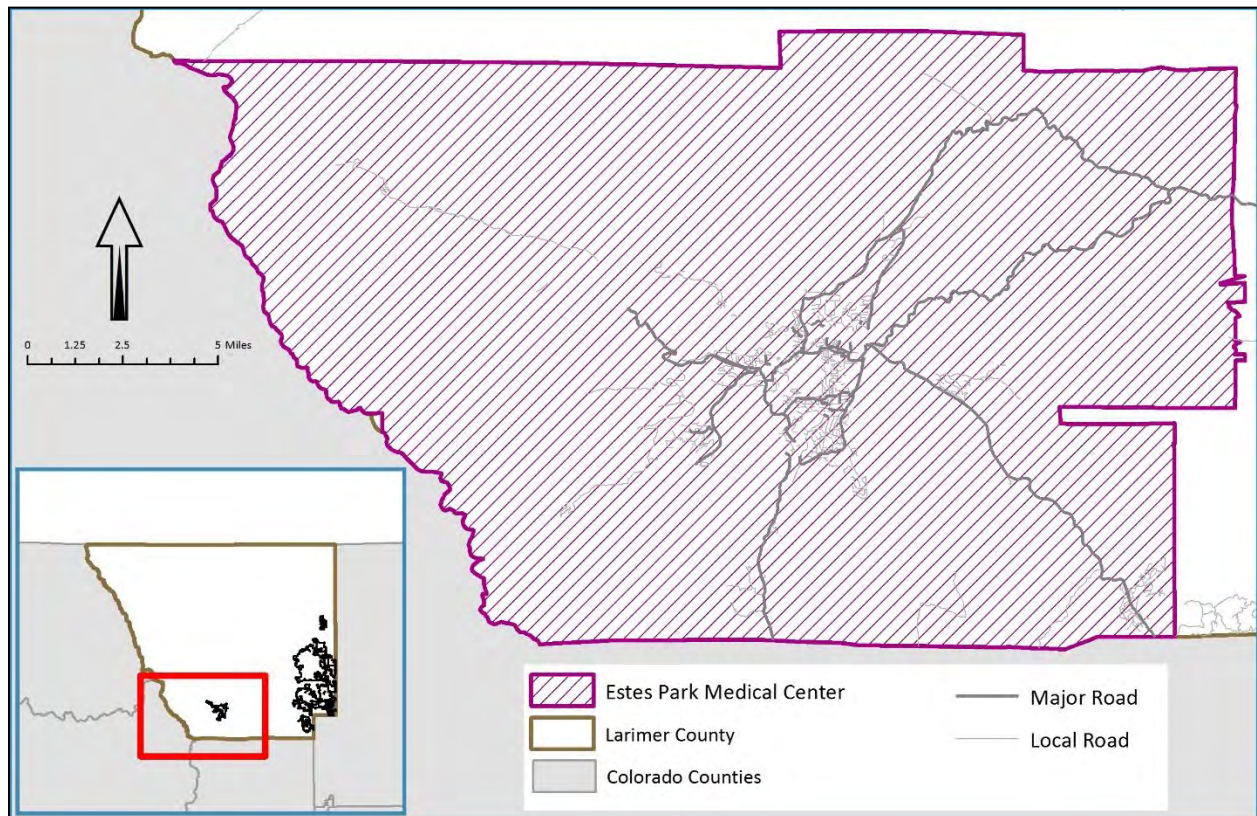 0 1.25 2.5 5 Miles
Estes Park Medical Center
Larimer County
Colorado Counties
Major Road
Local Road